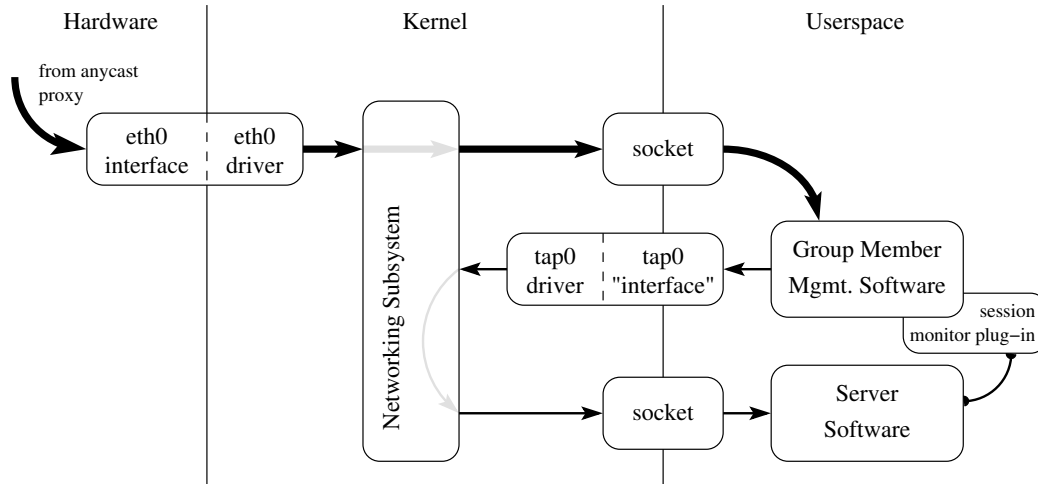 Hardware
Kernel
Userspace
from anycast
proxy
eth0
interface
eth0
driver
socket
Networking Subsystem
tap0
driver
tap0
"interface"
Group Member
Mgmt. Software
session
monitor plug−in
socket
Server
Software